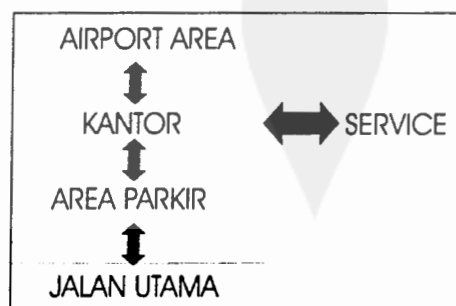 AIRPORT AREA
KANTOR
SERVICE
AREA PARKIR
JALAN UTAMA